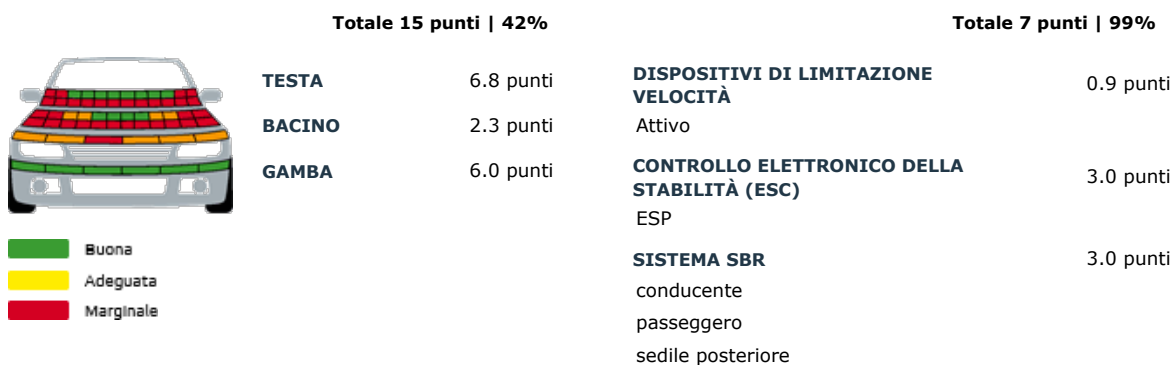 Totale 15 punti | 42%
TESTA 6.8 punti
BACINO 2.3 punti
GAMBA 6.0 punti
Buona
Adeguata
Marginale
Totale 7 punti | 99%
DISPOSITIVI DI LIMITAZIONE
VELOCITÀ 0.9 punti
Attivo
CONTROLLO ELETTRONICO DELLA
STABILITÀ (ESC) 3.0 punti
ESP
SISTEMA SBR 3.0 punti
conducente
passeggero
sedile posteriore